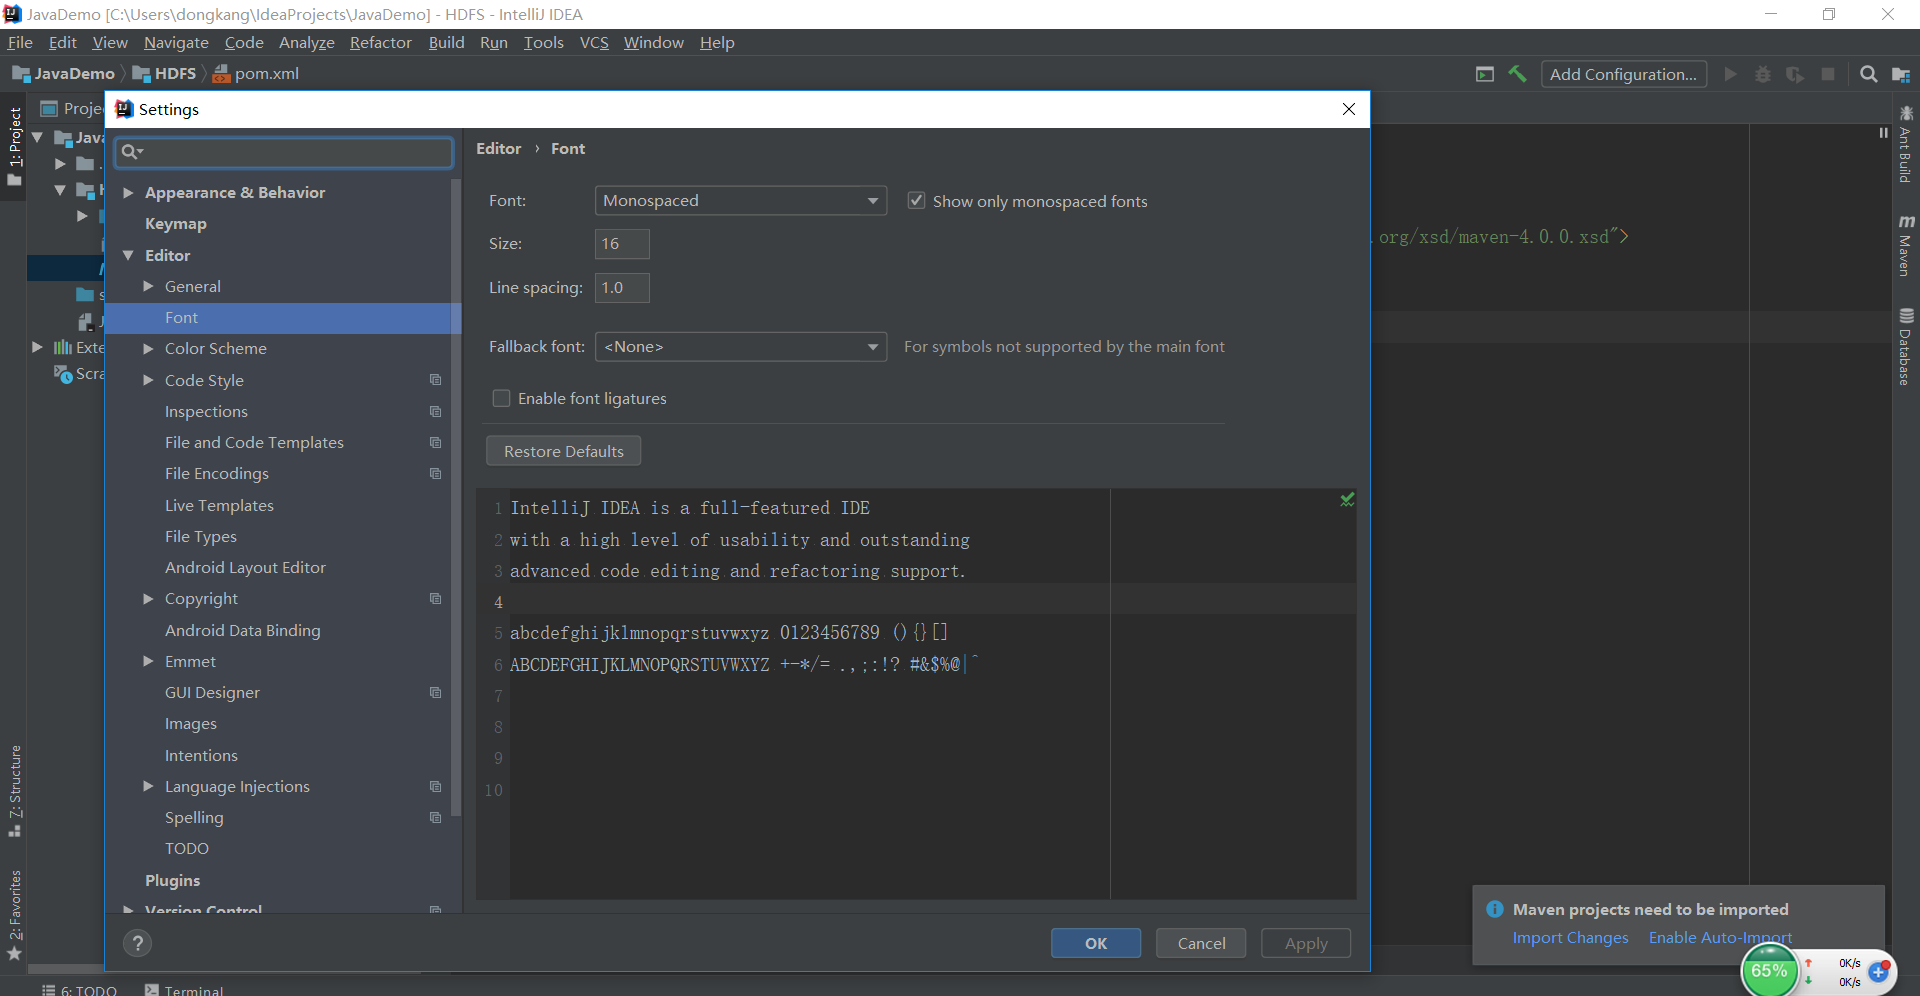 JavaDemo [C:\Users\dongkang\IdeaProjects\JavaDemo] - HDFS - IntelliJ IDEA
File Edit View Navigate Code Analyze Refactor Build Run Tools VCS Window Help
JavaDemo HDFS pom.xml
Add Configuration...
1: Project
Settings
Editor › Font
Appearance & Behavior
Keymap
Editor
General
Font
Color Scheme
Code Style
Inspections
File and Code Templates
File Encodings
Live Templates
File Types
Android Layout Editor
Copyright
Android Data Binding
Emmet
GUI Designer
Images
Intentions
Language Injections
Spelling
TODO
Plugins
Version Control
Font: Monospaced Show only monospaced fonts
Size: 16
Line spacing: 1.0
Fallback font: <None> For symbols not supported by the main font
Enable font ligatures
Restore Defaults
1 IntelliJ IDEA is a full-featured IDE
2 with a high level of usability and outstanding
3 advanced code editing and refactoring support.
4
5 abcdefghijklmnopqrstuvwxyz 0123456789 (){}[]
6 ABCDEFGHIJKLMNOPQRSTUVWXYZ +-*/= .,;:!? #&$%@|^
7
8
9
10
? OK Cancel Apply
.org/xsd/maven-4.0.0.xsd">
Ant Build
Maven
Database
7: Structure
2: Favorites
Maven projects need to be imported
Import Changes Enable Auto-Import
65% 0K/s
0K/s
6: TODO Terminal